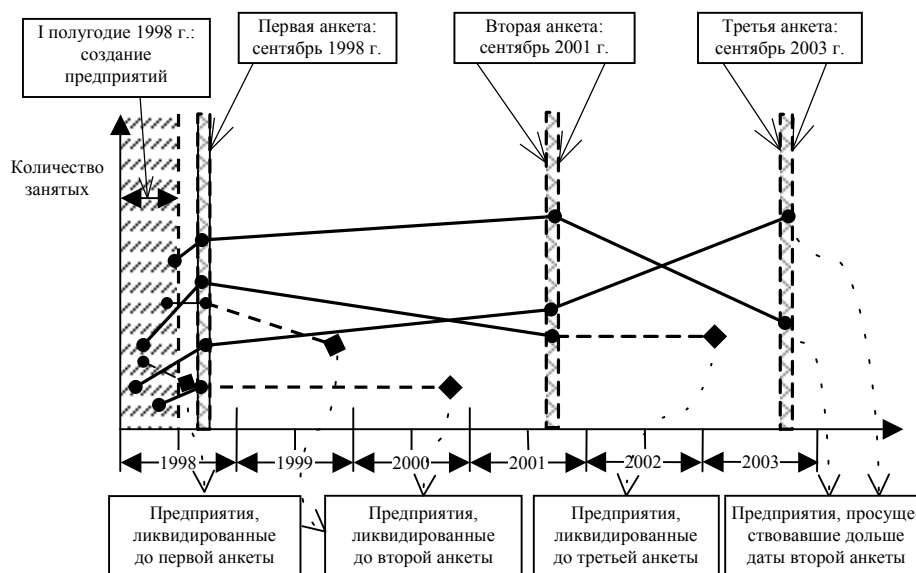 I полугодие 1998 г.:
создание
предприятий
Первая анкета:
сентябрь 1998 г.
Вторая анкета:
сентябрь 2001 г.
Третья анкета:
сентябрь 2003 г.
Количество
занятых
1998
1999
2000
2001
2002
2003
Предприятия,
ликвидированные
до первой анкеты
Предприятия,
ликвидированные
до второй анкеты
Предприятия,
ликвидированные
до третьей анкеты
Предприятия, просуще-
ствовавшие дольше
даты второй анкеты